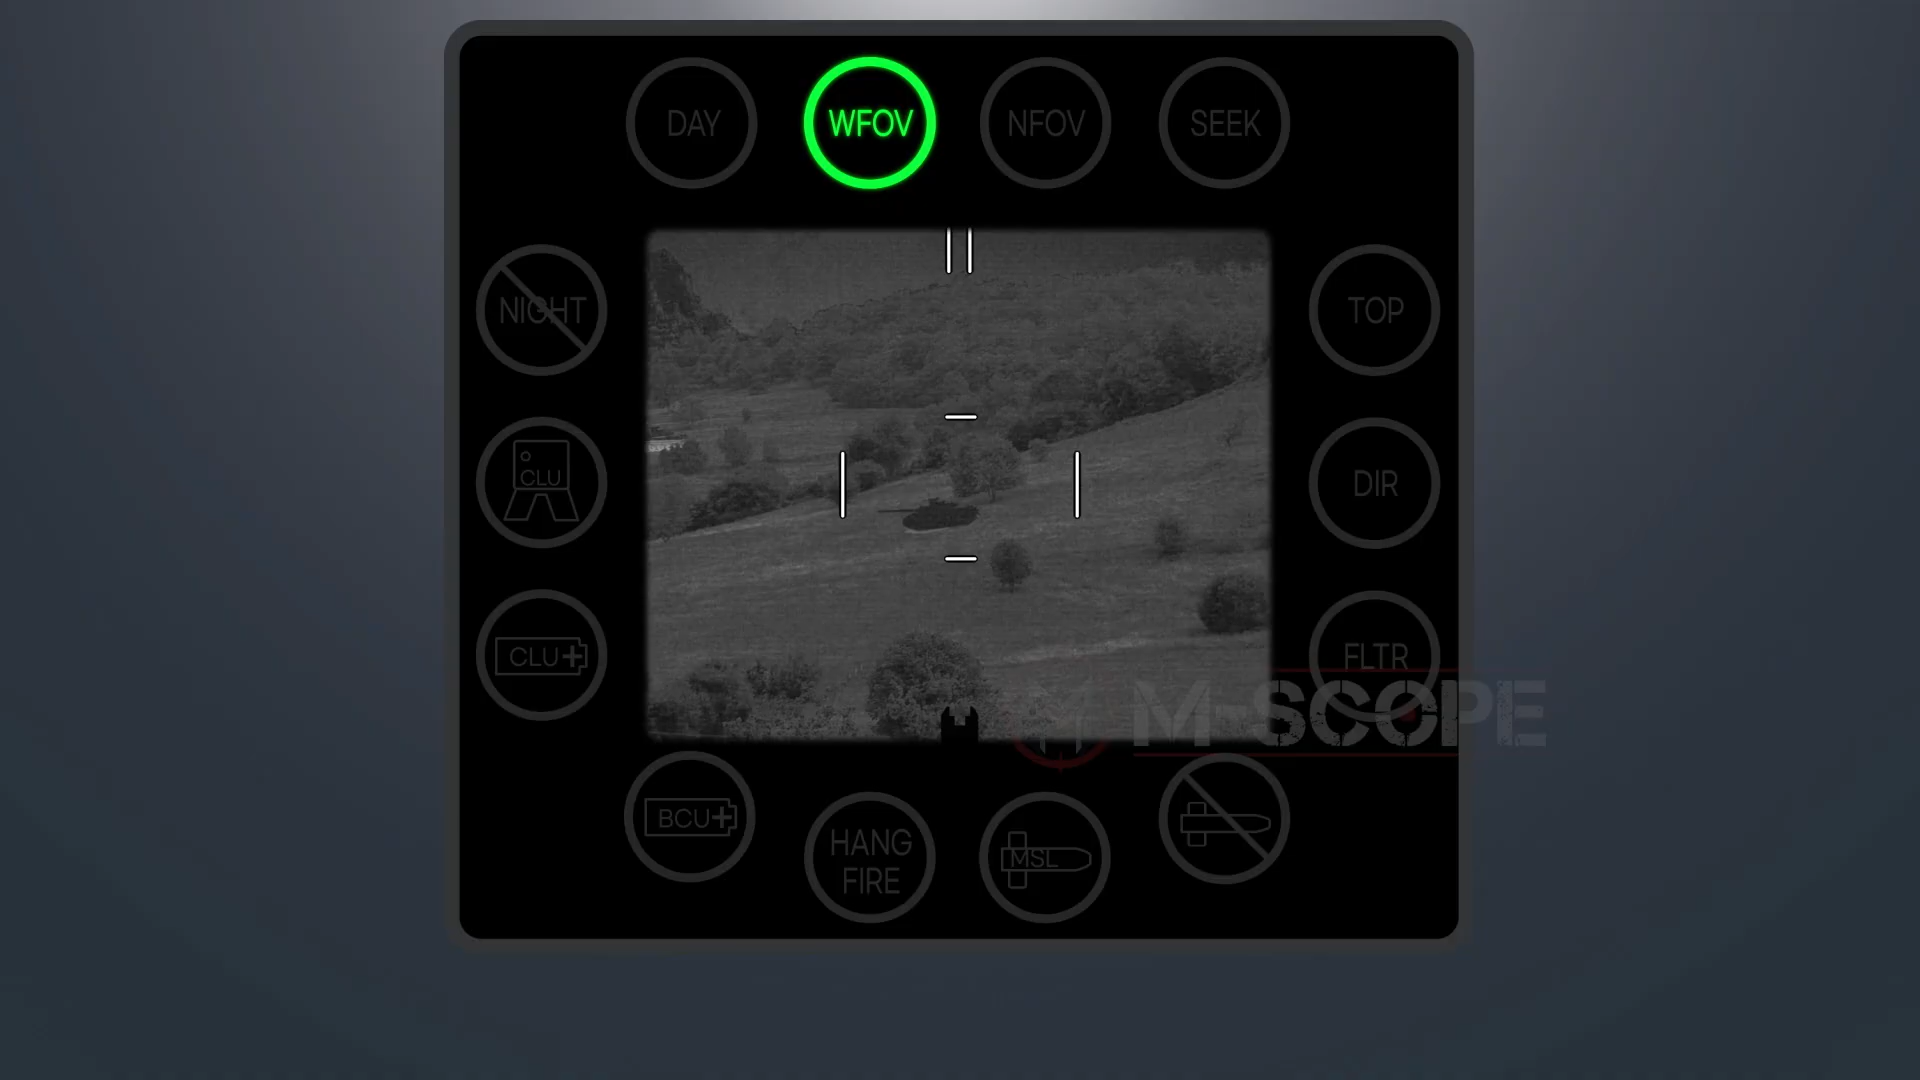 DAY
WFOV
NFOV
SEEK
NIGHT
TOP
CLU
DIR
CLU+
FLTR
M-SCOPE
BCU+
HANG
FIRE
MSL